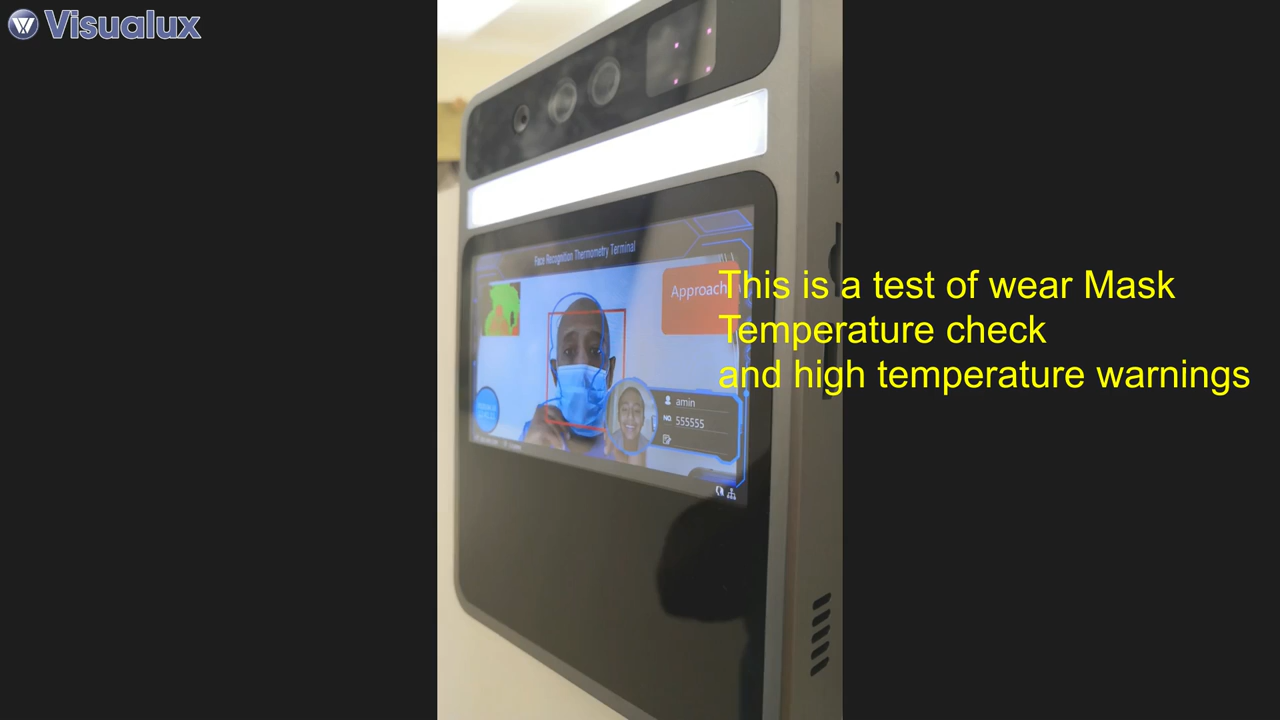 Visualux
Face Recognition Thermometry Terminal
Approach
This is a test of wear Mask
Temperature check
and high temperature warnings
amin
NO. 555555